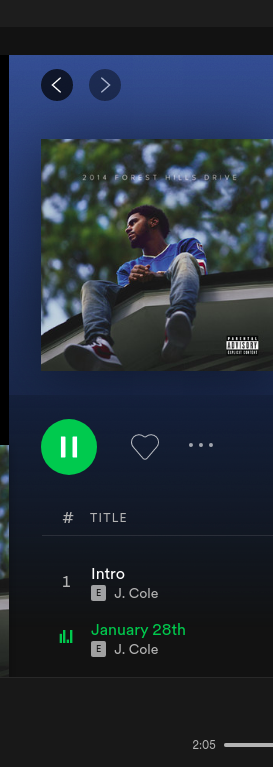 2014 FOREST HILLS DRIVE
PARENTAL
ADVISORY
EXPLICIT CONTENT
# TITLE
1 Intro
E J. Cole
January 28th
E J. Cole
2:05